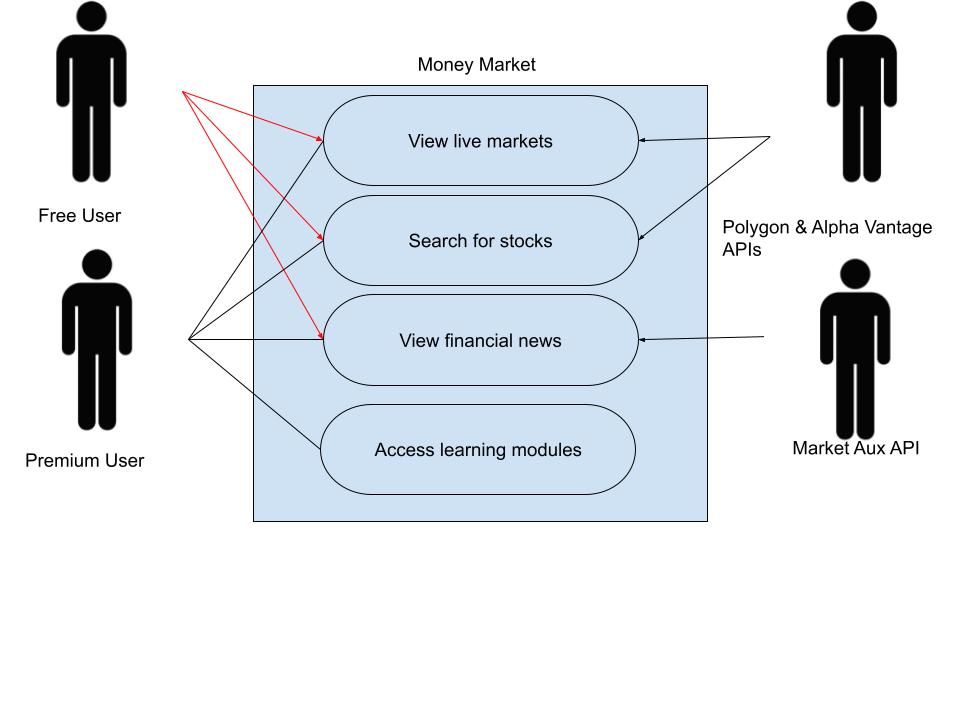 Money Market
View live markets
Free User
Search for stocks
Polygon & Alpha Vantage
APIs
View financial news
Access learning modules
Premium User
Market Aux API